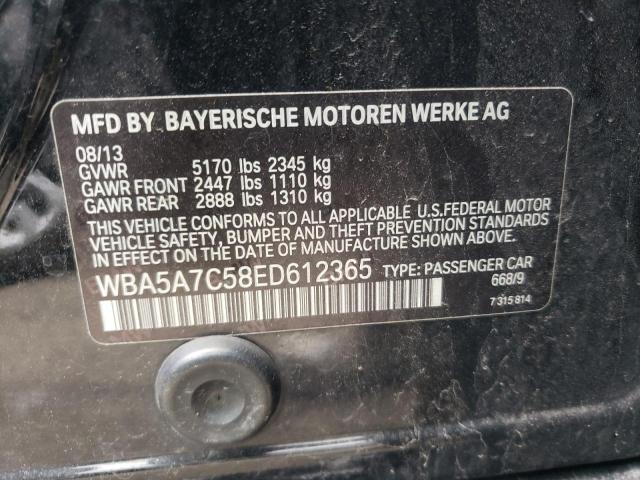 MFD BY BAYERISCHE MOTOREN WERKE AG
08/13
GVWR 5170 lbs 2345 kg
GAWR FRONT 2447 lbs 1110 kg
GAWR REAR 2888 lbs 1310 kg
THIS VEHICLE CONFORMS TO ALL APPLICABLE U.S.FEDERAL MOTOR
VEHICLE SAFETY, BUMPER AND THEFT PREVENTION STANDARDS
IN EFFECT ON THE DATE OF MANUFACTURE SHOWN ABOVE.
WBA5A7C58ED612365 TYPE: PASSENGER CAR
668/9
7 315 814